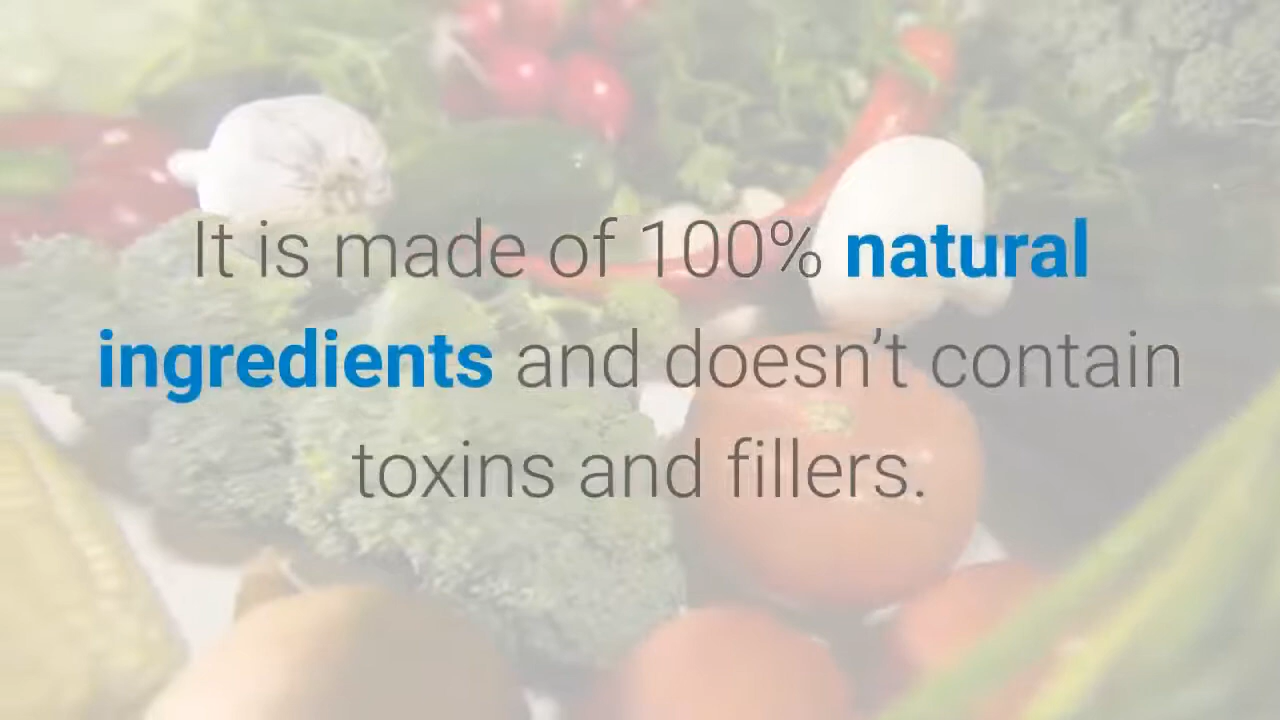 It is made of 100% natural
ingredients and doesn’t contain
toxins and fillers.